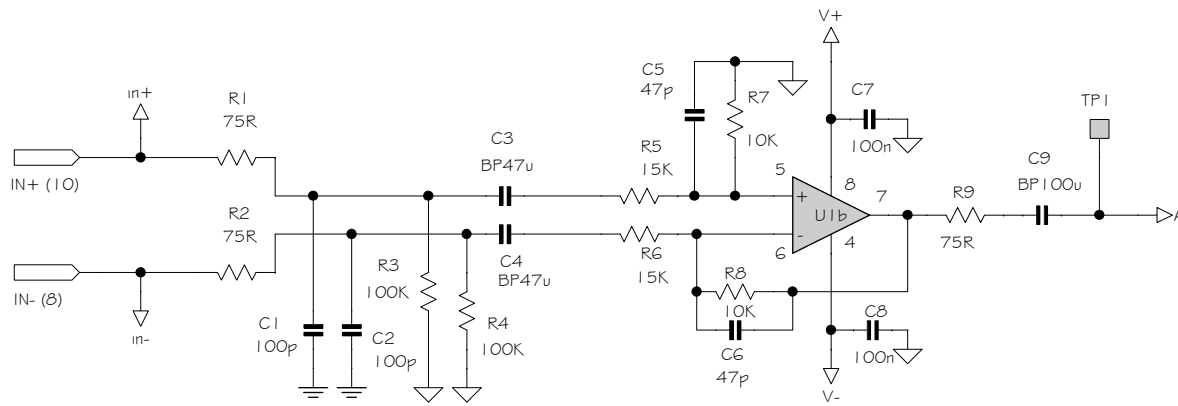 V+
C5
47p
R7
10K
C7
100n
in+
R1
75R
TP1
C3
BP47u
R5
15K
C9
BP100u
IN+ (10)
5
8
7
R9
+
U1b
A
R2
75R
-
6
4
75R
C4
BP47u
R6
15K
IN- (8)
R3
100K
R8
10K
in-
C1
100p
C2
100p
R4
100K
C8
100n
C6
47p
V-